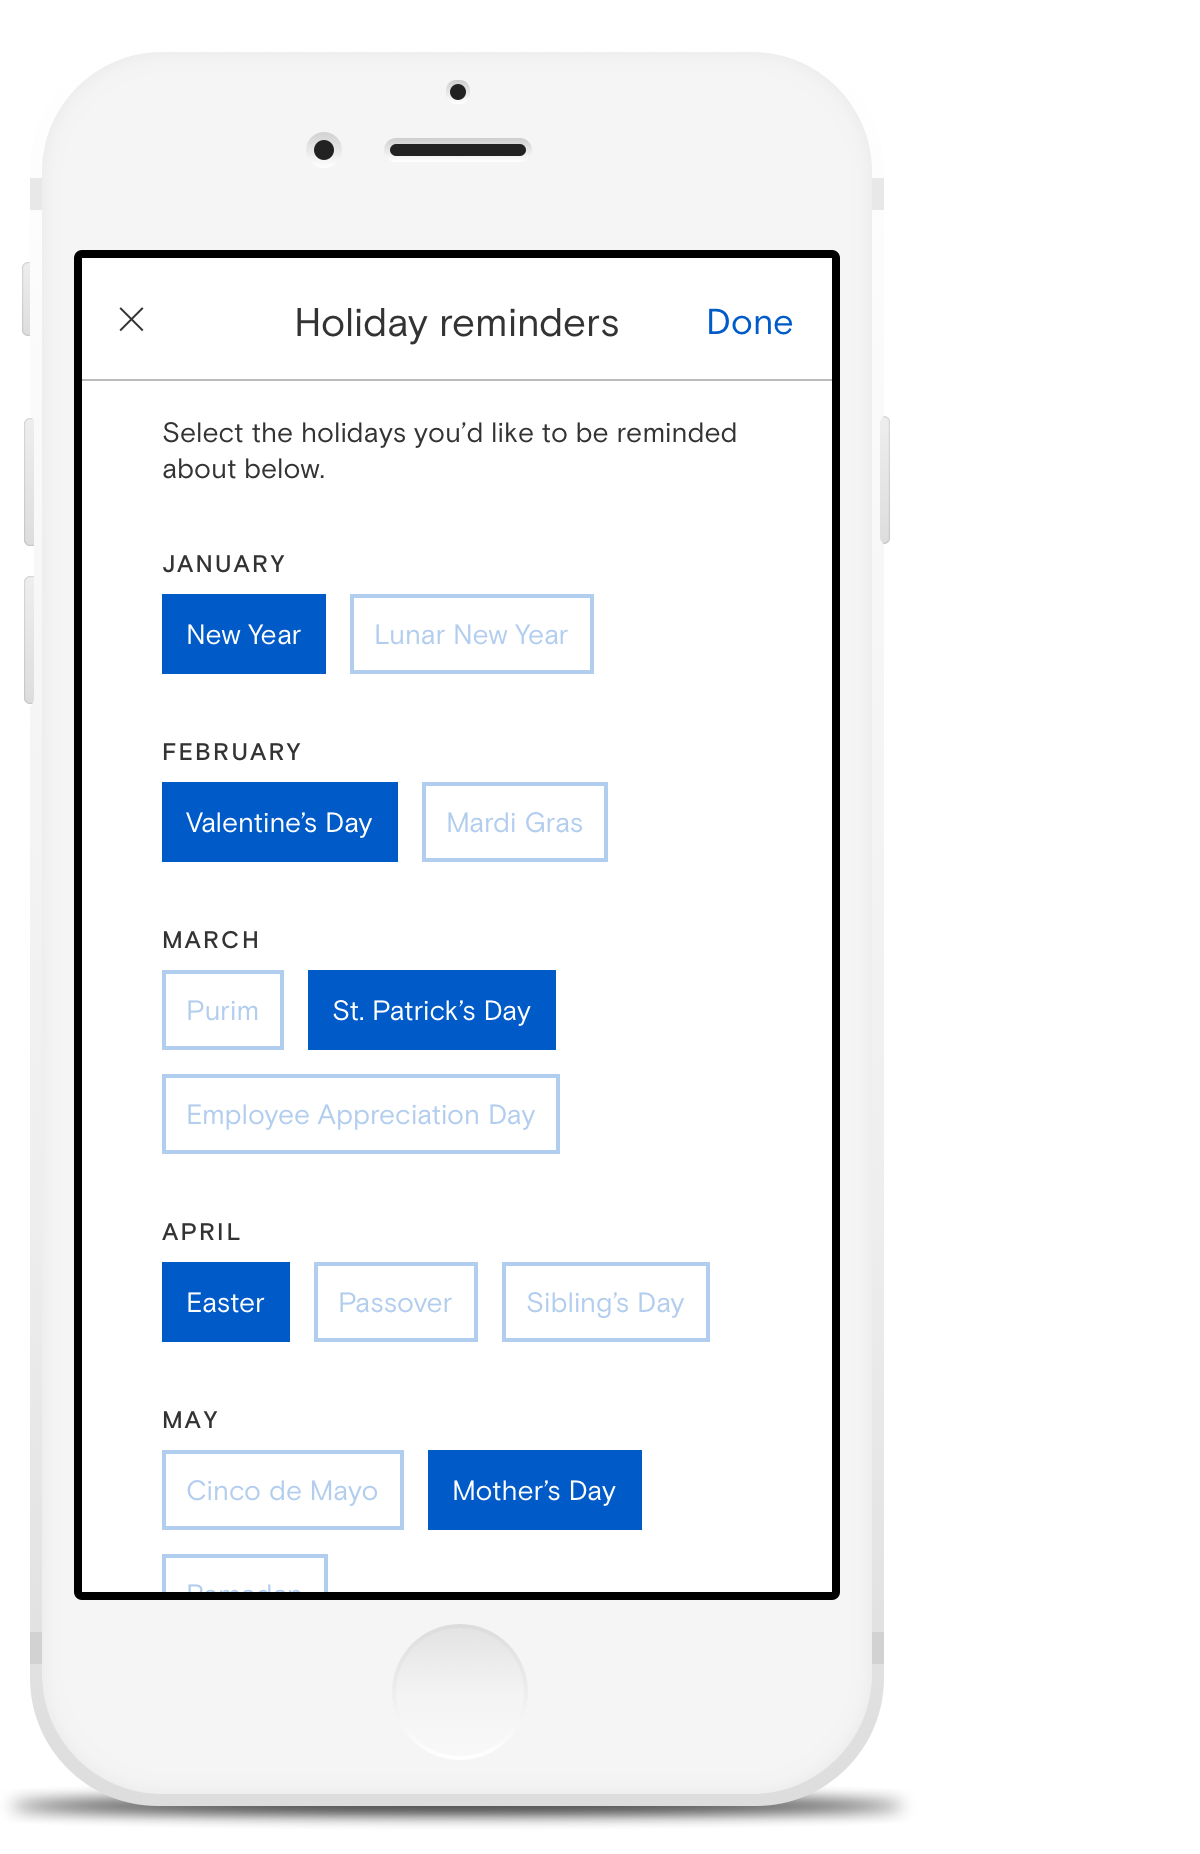 Holiday reminders Done
Select the holidays you’d like to be reminded
about below.
JANUARY
New Year Lunar New Year
FEBRUARY
Valentine’s Day Mardi Gras
MARCH
Purim St. Patrick’s Day
Employee Appreciation Day
APRIL
Easter Passover Sibling’s Day
MAY
Cinco de Mayo Mother’s Day
Ramadan